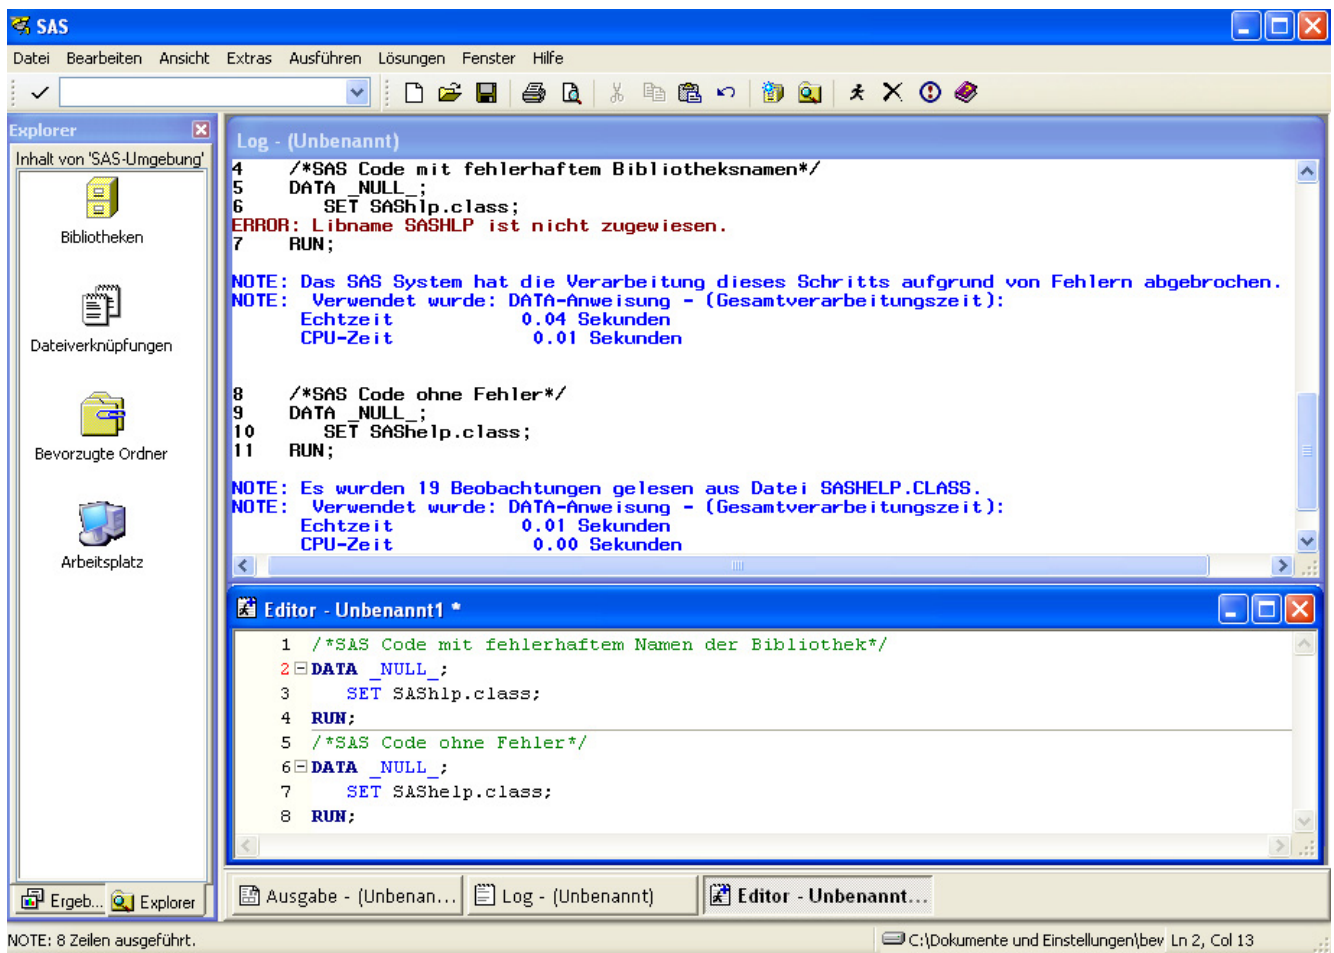 SAS
Datei Bearbeiten Ansicht Extras Ausführen Lösungen Fenster Hilfe
Explorer
Inhalt von 'SAS-Umgebung'
Bibliotheken
Dateiverknüpfungen
Bevorzugte Ordner
Arbeitsplatz
Ergeb... Explorer
Log - (Unbenannt)
4 /*SAS Code mit fehlerhaftem Bibliotheksnamen*/
5 DATA _NULL_;
6 SET SAShlp.class;
ERROR: Libname SASHLP ist nicht zugewiesen.
7 RUN;
NOTE: Das SAS System hat die Verarbeitung dieses Schritts aufgrund von Fehlern abgebrochen.
NOTE: Verwendet wurde: DATA-Anweisung - (Gesamtverarbeitungszeit):
Echtzeit 0.04 Sekunden
CPU-Zeit 0.01 Sekunden
8 /*SAS Code ohne Fehler*/
9 DATA _NULL_;
10 SET SAShelp.class;
11 RUN;
NOTE: Es wurden 19 Beobachtungen gelesen aus Datei SASHELP.CLASS.
NOTE: Verwendet wurde: DATA-Anweisung - (Gesamtverarbeitungszeit):
Echtzeit 0.01 Sekunden
CPU-Zeit 0.00 Sekunden
Editor - Unbenannt1 *
1 /*SAS Code mit fehlerhaftem Namen der Bibliothek*/
2 DATA _NULL_;
3 SET SAShlp.class;
4 RUN;
5 /*SAS Code ohne Fehler*/
6 DATA _NULL_;
7 SET SAShelp.class;
8 RUN;
Ausgabe - (Unbenan... Log - (Unbenannt) Editor - Unbenannt...
NOTE: 8 Zeilen ausgeführt. C:\Dokumente und Einstellungen\bev Ln 2, Col 13